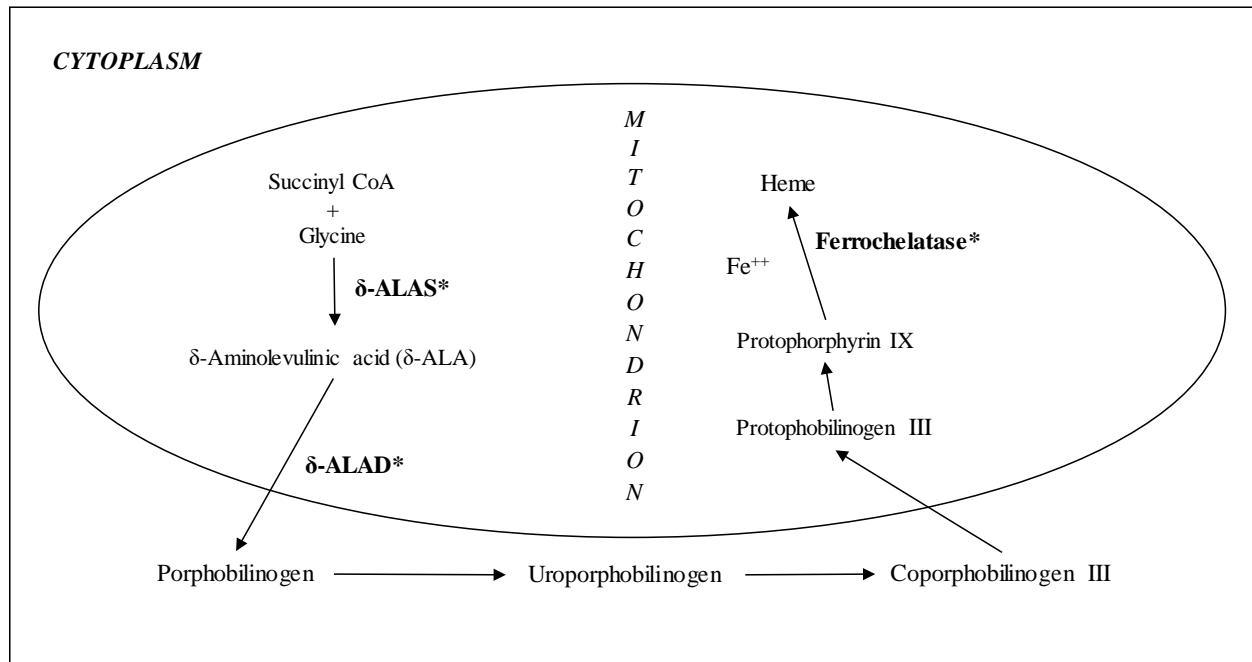 CYTOPLASM
M
I
T
O
C
H
O
N
D
R
I
O
N
Succinyl CoA
+
Glycine
δ-ALAS*
δ-Aminolevulinic acid (δ-ALA)
δ-ALAD*
Porphobilinogen
Uroporphobilinogen
Coporphobilinogen III
Protophobilinogen III
Protophorphyrin IX
Fe⁺⁺
Ferrochelatase*
Heme